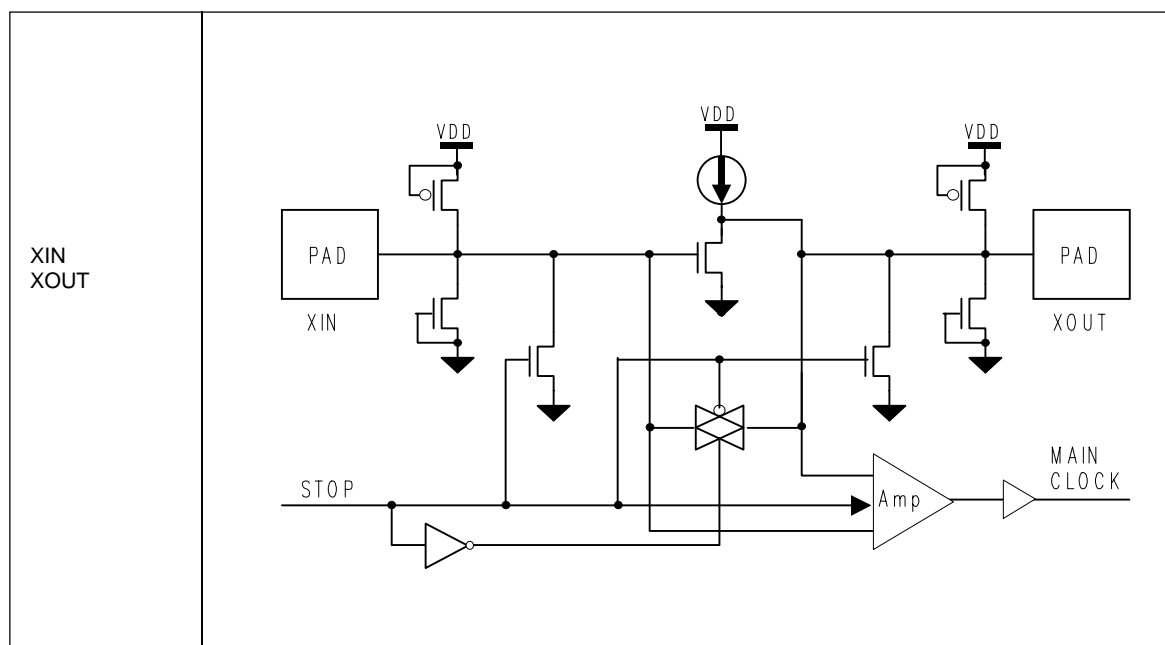 XIN
XOUT
VDD
VDD
VDD
PAD
PAD
XIN
XOUT
STOP
Amp
MAIN
CLOCK